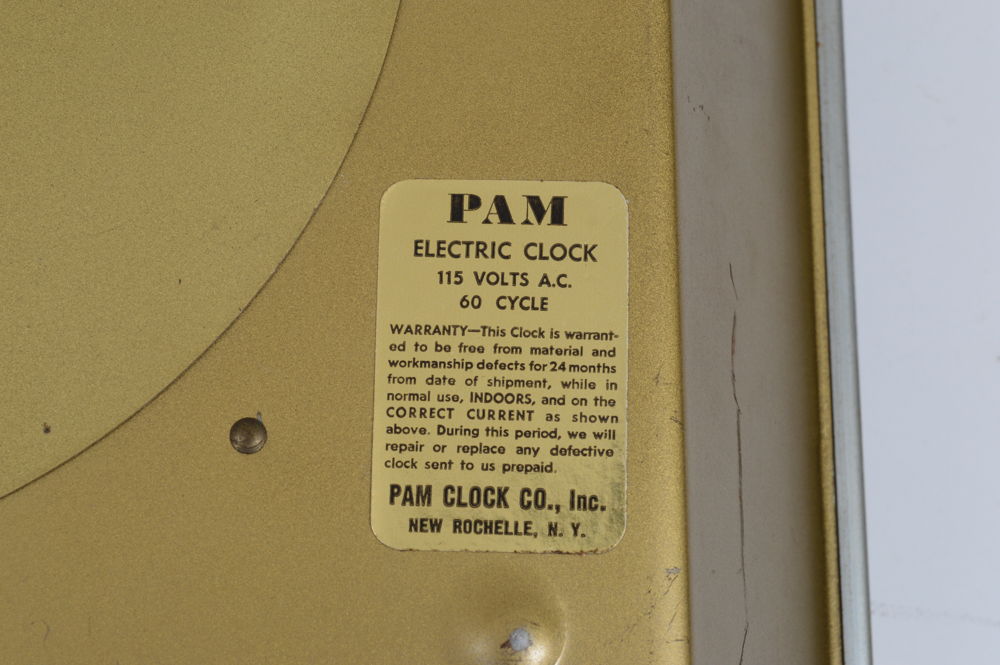 PAM
ELECTRIC CLOCK
115 VOLTS A.C.
60 CYCLE
WARRANTY—This Clock is warrant-
ed to be free from material and
workmanship defects for 24 months
from date of shipment, while in
normal use, INDOORS, and on the
CORRECT CURRENT as shown
above. During this period, we will
repair or replace any defective
clock sent to us prepaid.
PAM CLOCK CO., Inc.
NEW ROCHELLE, N. Y.